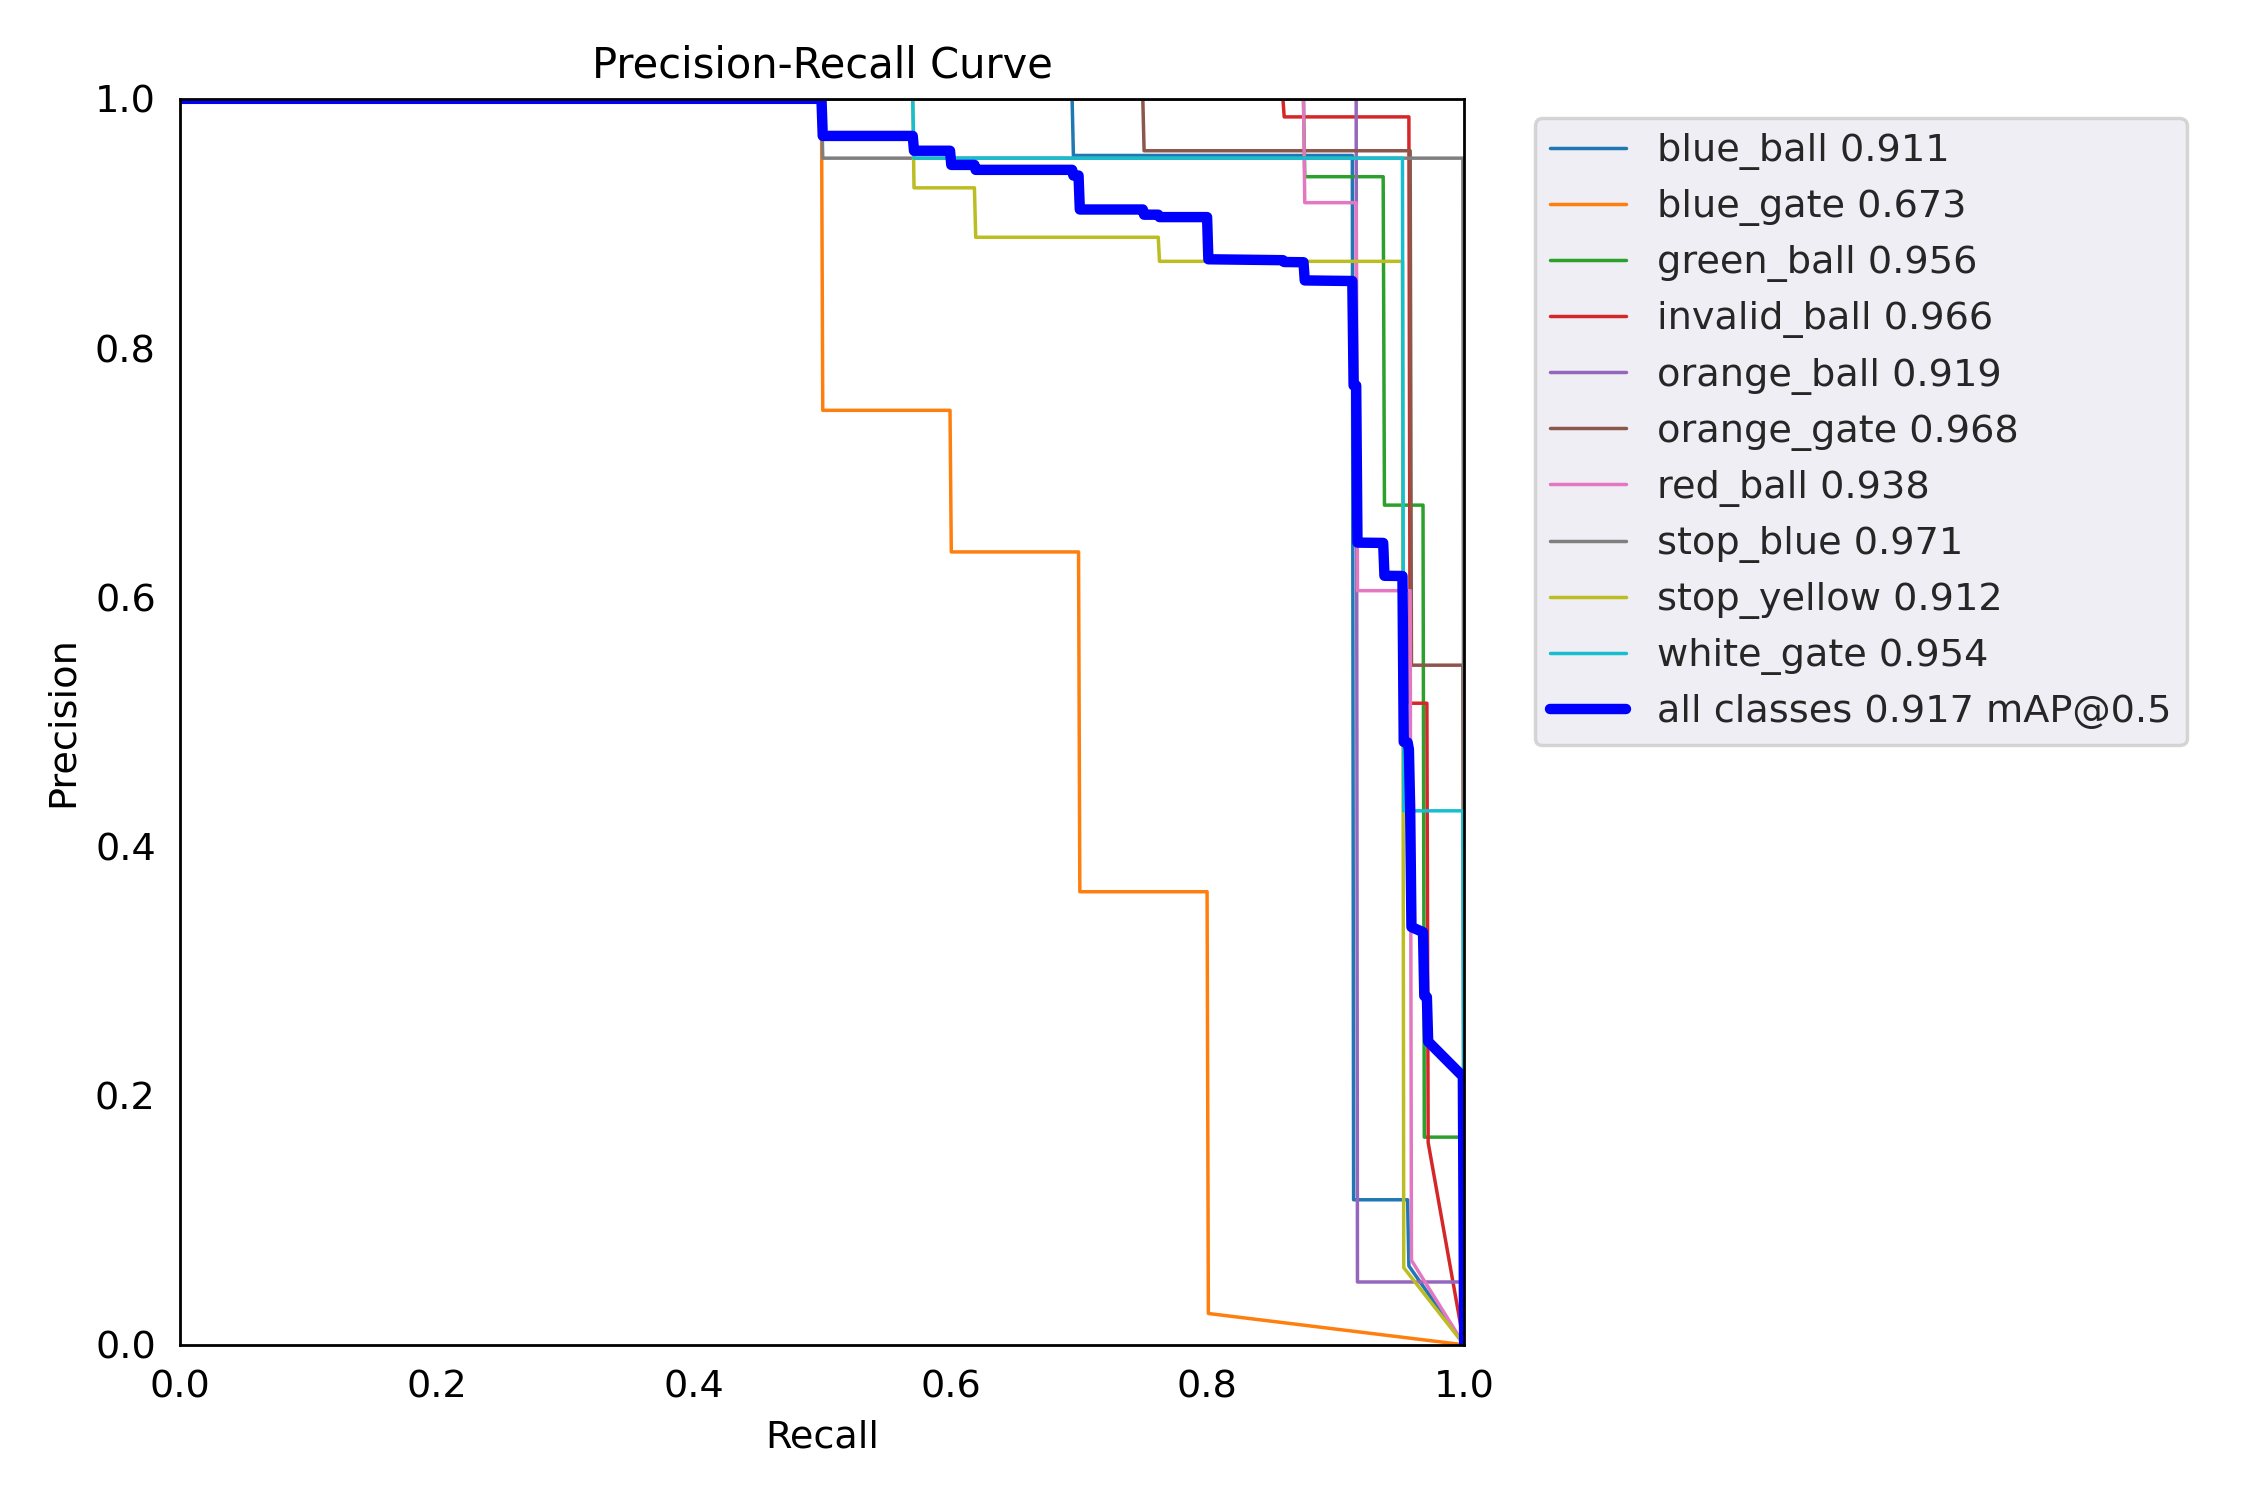 Precision-Recall Curve
1.0
0.8
0.6
0.4
0.2
0.0
Precision
0.0 0.2 0.4 0.6 0.8 1.0
Recall
blue_ball 0.911
blue_gate 0.673
green_ball 0.956
invalid_ball 0.966
orange_ball 0.919
orange_gate 0.968
red_ball 0.938
stop_blue 0.971
stop_yellow 0.912
white_gate 0.954
all classes 0.917 mAP@0.5